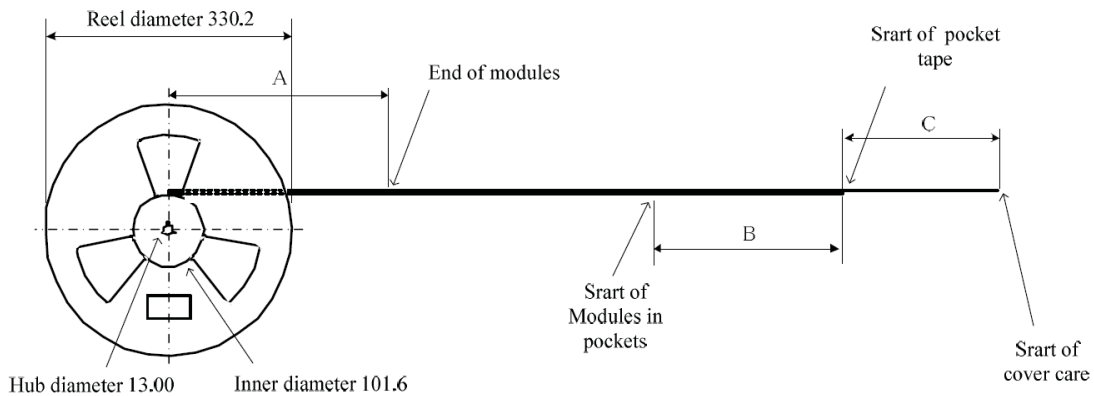 Reel diameter 330.2
A
End of modules
Srart of pocket
tape
C
B
Srart of
Modules in
pockets
Srart of
cover care
Hub diameter 13.00
Inner diameter 101.6